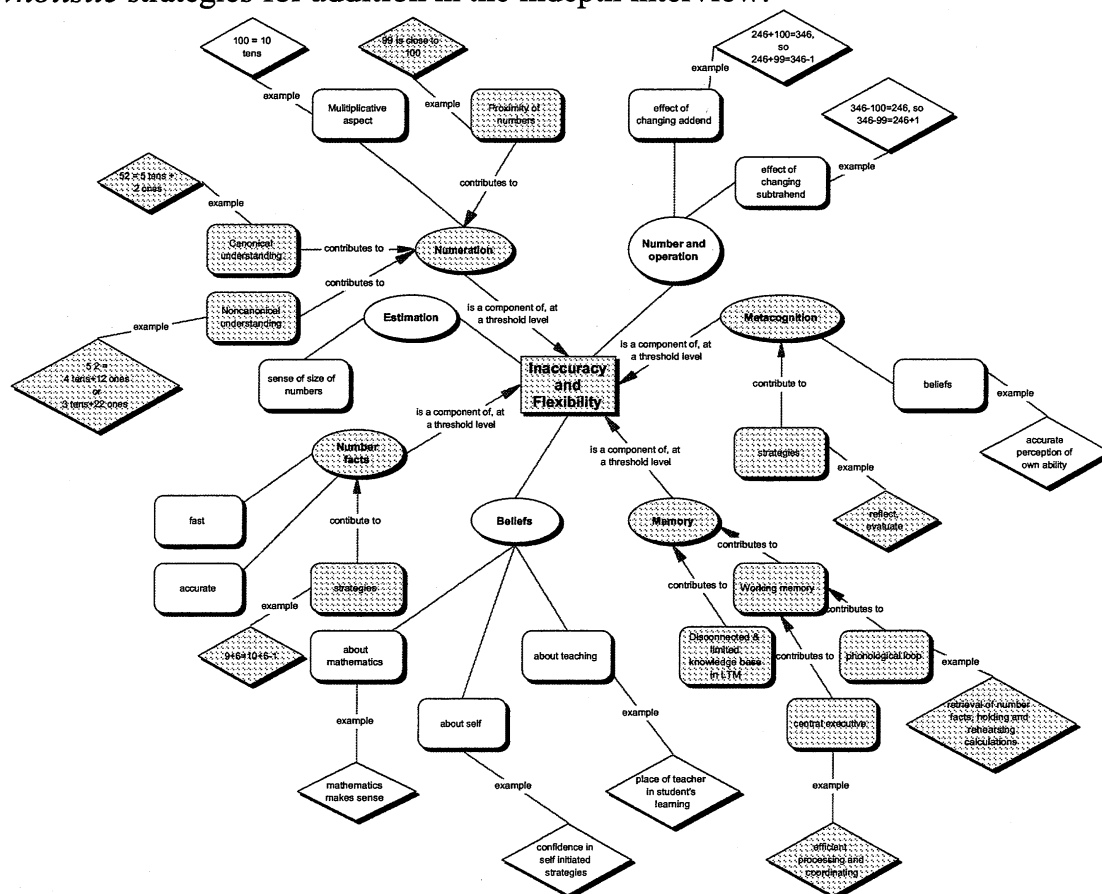 strategies for addition in the indepth interview.
100 = 10
tens
99 is close to
100
246+100=346,
so
246+99=346-1
346-100=246, so
346-99=246+1
example
example
example
example
Multiplicative
aspect
Proximity of
numbers
effect of
changing addend
effect of
changing
subtrahend
52 = 5 tens +
2 ones
example
contributes to
Canonical
understanding
contributes to
Numeration
Number and
operation
contributes to
Noncanonical
understanding
example
5 2 =
4 tens+12 ones
or
3 tens+22 ones
Estimation
is a component of, at
a threshold level
Metacognition
is a component of, at
a threshold level
sense of size of
numbers
Inaccuracy
and
Flexibility
contribute to
beliefs
example
accurate
perception of
own ability
is a component of, at
a threshold level
is a component of, at
a threshold level
strategies
example
reflect,
evaluate
Number
facts
fast
accurate
contibute to
strategies
example
9+6=10+6-1
Beliefs
Memory
contributes to
contributes to
Working memory
contributes to
Disconnected &
limited
knowledge base
in LTM
contributes to
phonological loop
example
retrieval of number
facts, holding and
rehearsing
calculations
central executive
example
efficient
processing and
coordinating
about
mathematics
about teaching
about self
example
example
example
mathematics
makes sense
place of teacher
in student's
learning
confidence in
self initiated
strategies